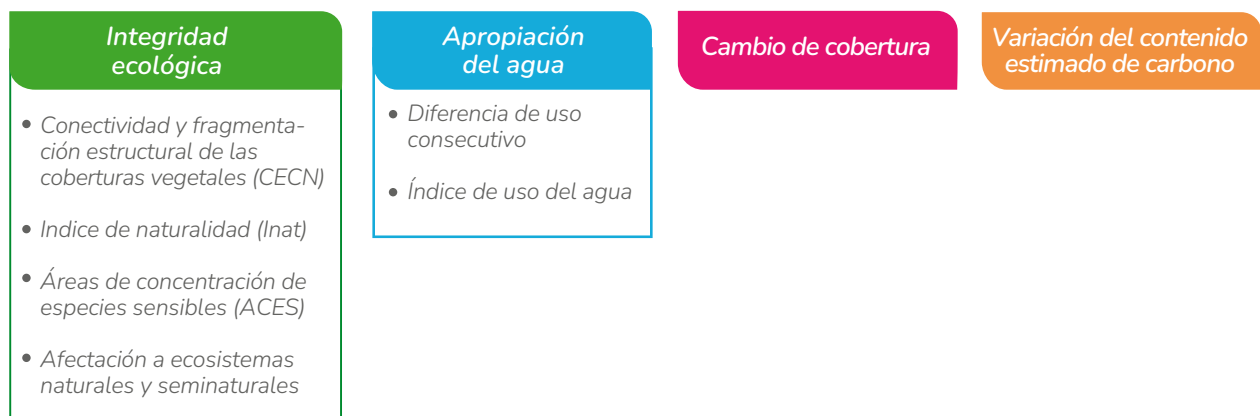 Integridad
ecológica
Conectividad y fragmenta-
ción estructural de las
coberturas vegetales (CECN)
Indice de naturalidad (Inat)
Áreas de concentración de
especies sensibles (ACES)
Afectación a ecosistemas
naturales y seminaturales
Apropiación
del agua
Diferencia de uso
consecutivo
Índice de uso del agua
Cambio de cobertura
Variación del contenido
estimado de carbono